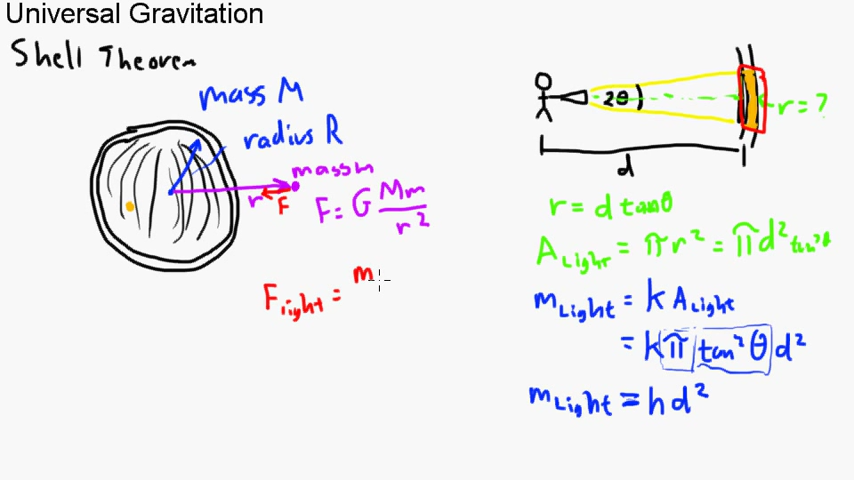 Universal Gravitation
Shell Theorem
mass M
radius R
mass m
r
F
F = G Mm / r²
F_right = m
2θ
r = ?
d
r = d tanθ
A_Light = πr² = πd² tan²θ
m_Light = k A_Light
= kπ tan²θ d²
m_Light = h d²